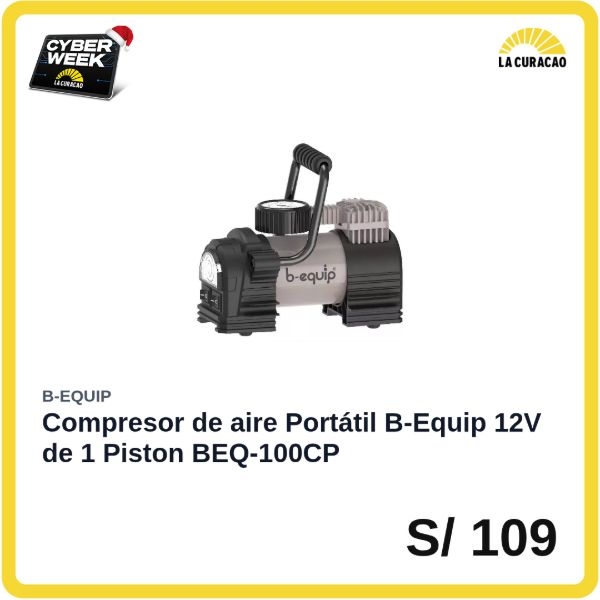 CYBER
WEEK
LA CURACAO
LA CURACAO
b-equip
B-EQUIP
Compresor de aire Portátil B-Equip 12V
de 1 Piston BEQ-100CP
S/ 109